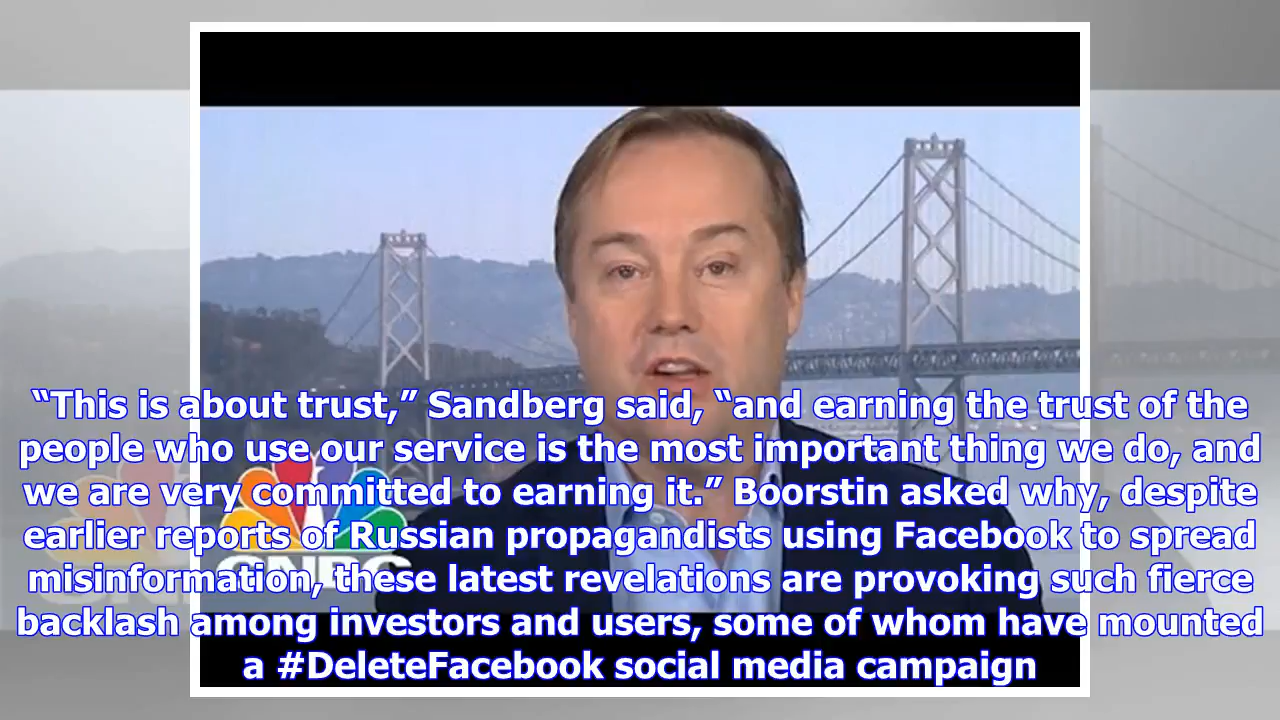 “This is about trust,” Sandberg said, “and earning the trust of the
people who use our service is the most important thing we do, and
we are very committed to earning it.” Boorstin asked why, despite
earlier reports of Russian propagandists using Facebook to spread
misinformation, these latest revelations are provoking such fierce
backlash among investors and users, some of whom have mounted
a #DeleteFacebook social media campaign
CNBC